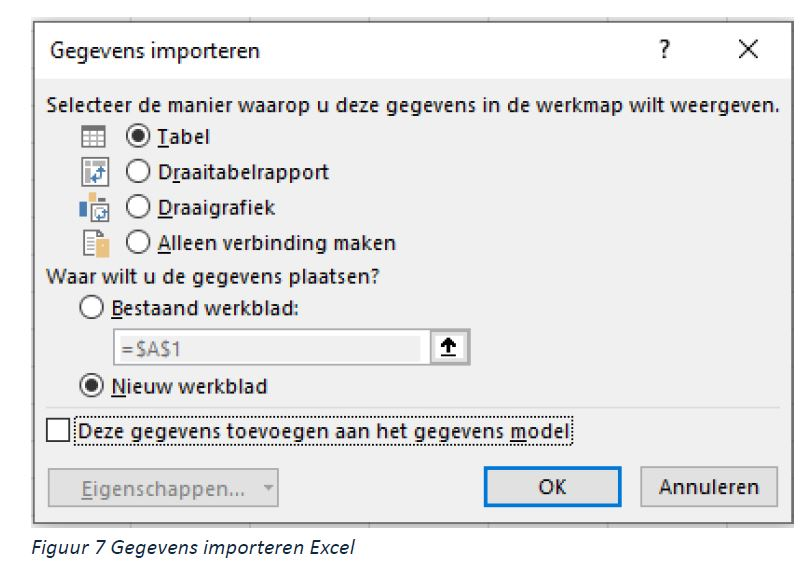 Gegevens importeren ? ×
Selecteer de manier waarop u deze gegevens in de werkmap wilt weergeven.
Tabel
Draaitabelrapport
Draaigrafiek
Alleen verbinding maken
Waar wilt u de gegevens plaatsen?
Bestaand werkblad:
=$A$1
Nieuw werkblad
Deze gegevens toevoegen aan het gegevens model
Eigenschappen... OK Annuleren
Figuur 7 Gegevens importeren Excel